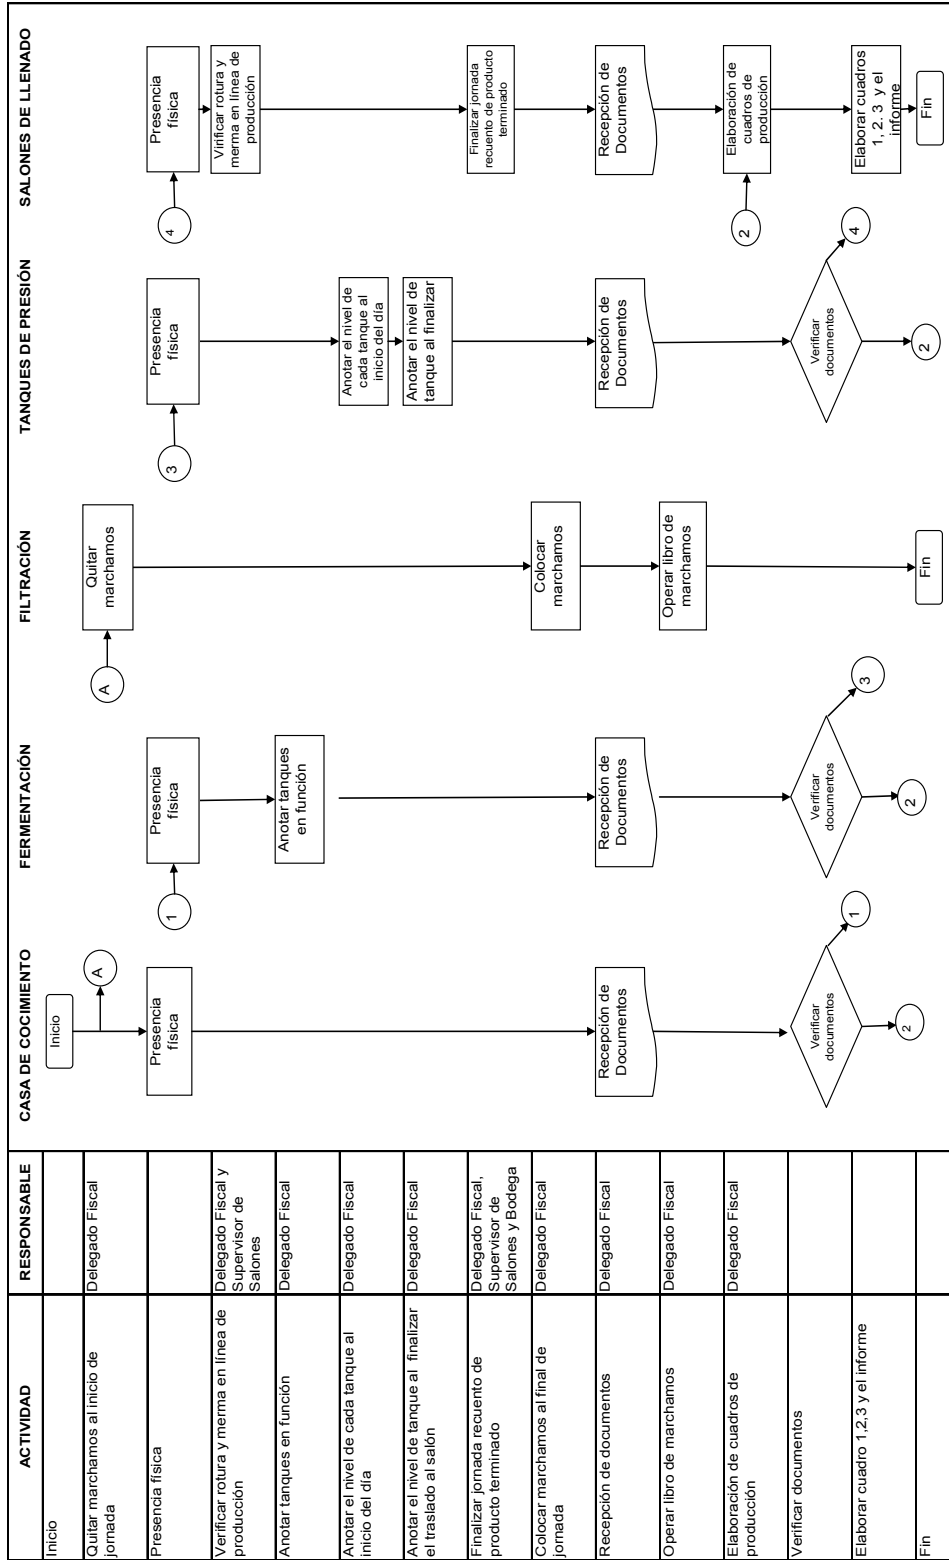 ACTIVIDAD
RESPONSABLE
CASA DE COCIMIENTO
FERMENTACIÓN
FILTRACIÓN
TANQUES DE PRESIÓN
SALONES DE LLENADO
Inicio
Quitar marchamos al inicio de
jornada
Delegado Fiscal
Presencia física
Verificar rotura y merma en línea de
producción
Delegado Fiscal y
Supervisor de
Salones
Anotar tanques en función
Delegado Fiscal
Anotar el nivel de cada tanque al
inicio del día
Delegado Fiscal
Anotar el nivel de tanque al finalizar
el traslado al salón
Delegado Fiscal
Finalizar jornada recuento de
producto terminado
Delegado Fiscal,
Supervisor de
Salones y Bodega
Colocar marchamos al final de
jornada
Delegado Fiscal
Recepción de documentos
Delegado Fiscal
Operar libro de marchamos
Delegado Fiscal
Elaboración de cuadros de
producción
Delegado Fiscal
Verificar documentos
Elaborar cuadro 1,2,3 y el informe
Fin
Inicio
A
Presencia
física
Recepción de
Documentos
Verificar
documentos
1
2
1
Presencia
física
Anotar tanques
en función
Recepción de
Documentos
Verificar
documentos
3
2
A
Quitar
marchamos
Colocar
marchamos
Operar libro de
marchamos
Fin
3
Presencia
física
Anotar el nivel de
cada tanque al
inicio del día
Anotar el nivel de
tanque al finalizar
Recepción de
Documentos
Verificar
documentos
4
2
4
Presencia
física
Virificar rotura y
merma en línea de
producción
Finalizar jornada
recuento de producto
terminado
Recepción de
Documentos
2
Elaboración de
cuadros de
producción
Elaborar cuadros
1, 2. 3 y el
informe
Fin